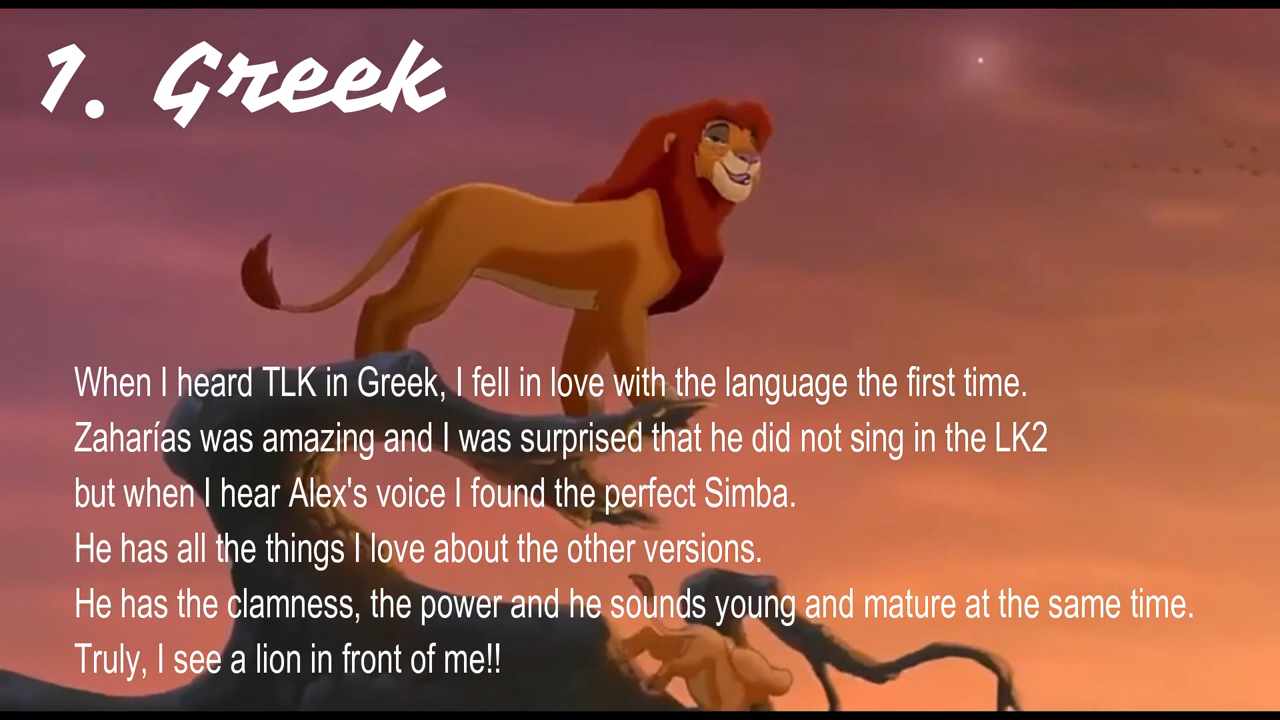 1. Greek
When I heard TLK in Greek, I fell in love with the language the first time.
Zaharías was amazing and I was surprised that he did not sing in the LK2
but when I hear Alex's voice I found the perfect Simba.
He has all the things I love about the other versions.
He has the clamness, the power and he sounds young and mature at the same time.
Truly, I see a lion in front of me!!